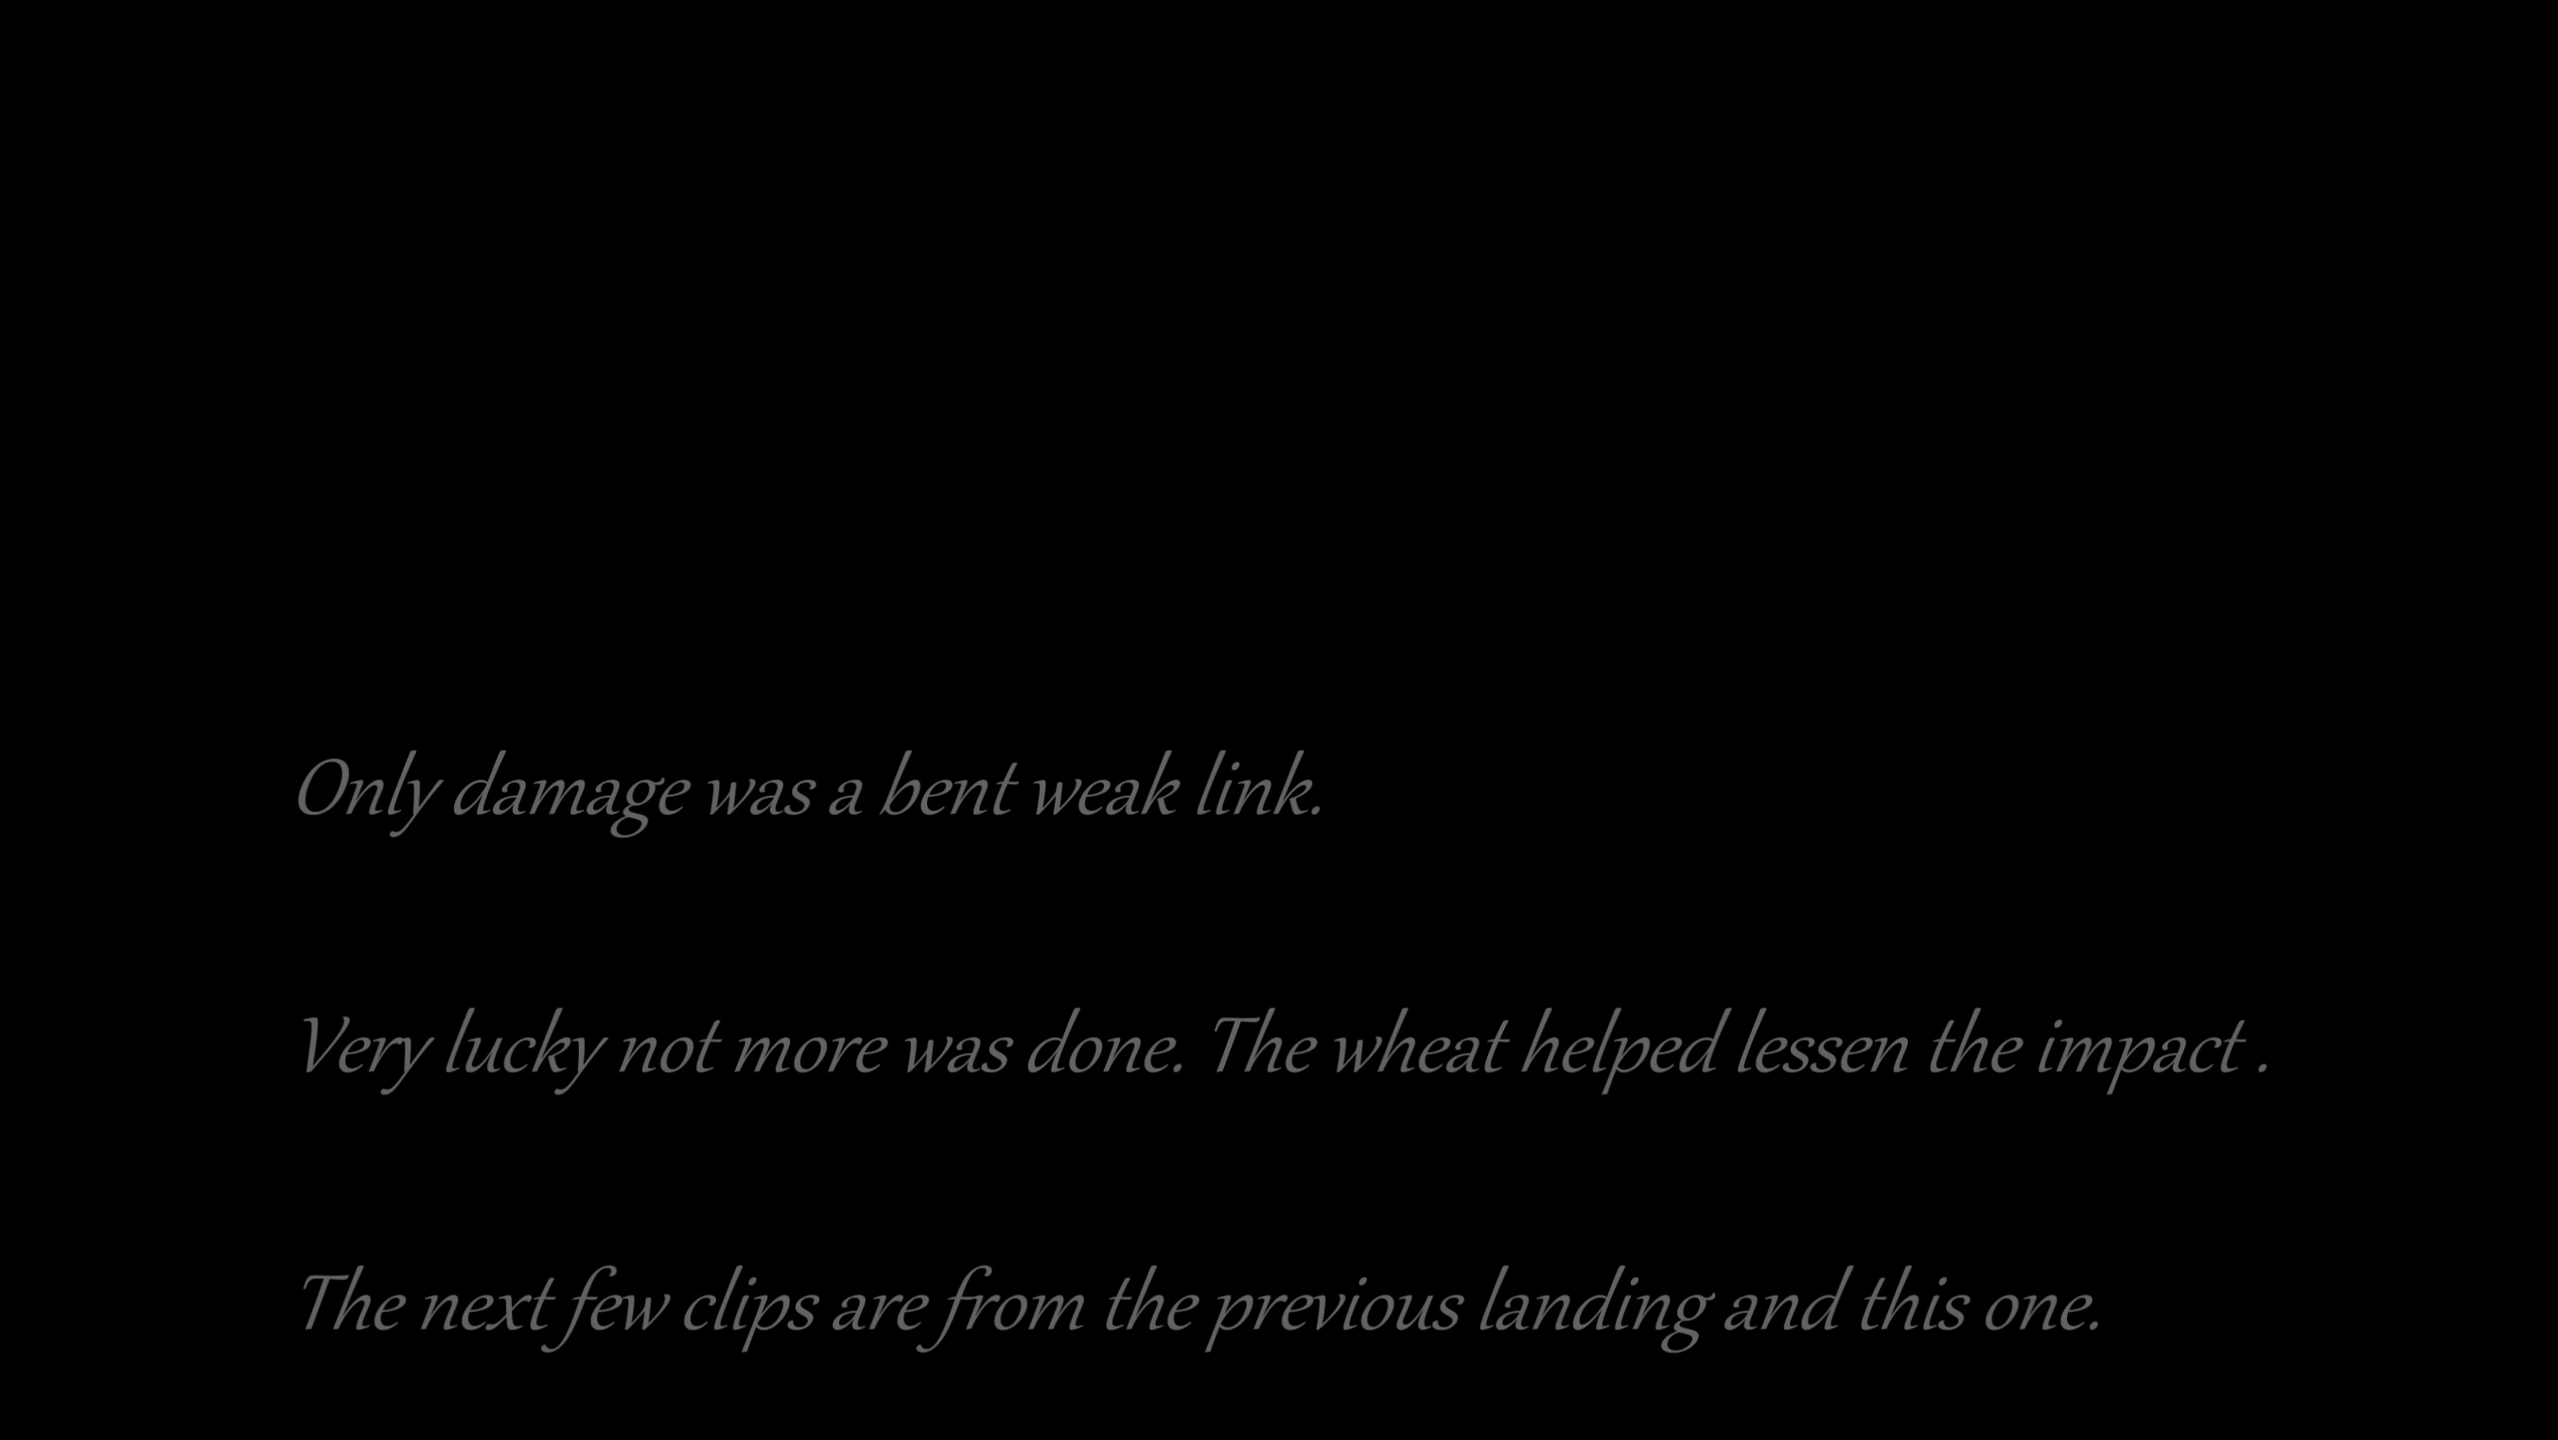 Only damage was a bent weak link.
Very lucky not more was done. The wheat helped lessen the impact .
The next few clips are from the previous landing and this one.